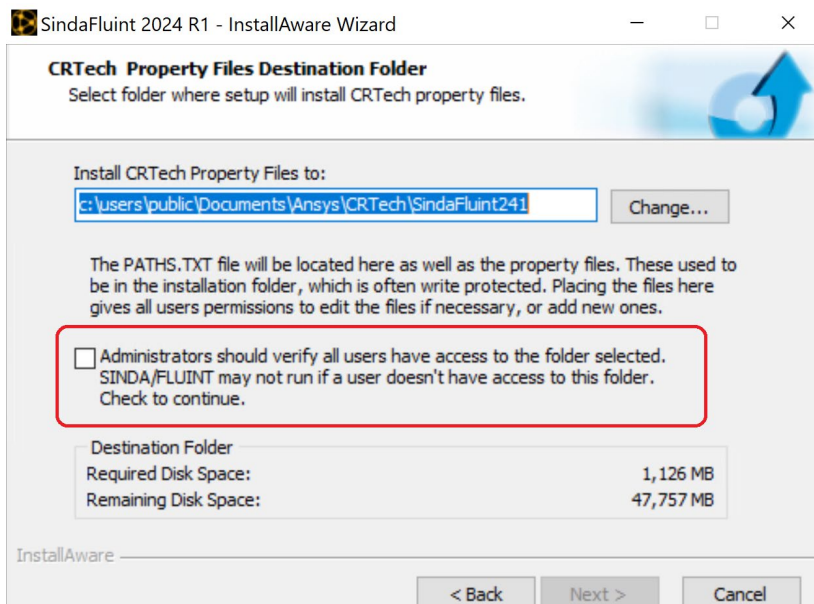 SindaFluint 2024 R1 - InstallAware Wizard
CRTech Property Files Destination Folder
Select folder where setup will install CRTech property files.
Install CRTech Property Files to:
c:\users\public\Documents\Ansys\CRTech\SindaFluint241
Change...
The PATHS.TXT file will be located here as well as the property files. These used to
be in the installation folder, which is often write protected. Placing the files here
gives all users permissions to edit the files if necessary, or add new ones.
Administrators should verify all users have access to the folder selected.
SINDA/FLUINT may not run if a user doesn't have access to this folder.
Check to continue.
Destination Folder
Required Disk Space: 1,126 MB
Remaining Disk Space: 47,757 MB
InstallAware
< Back Next > Cancel